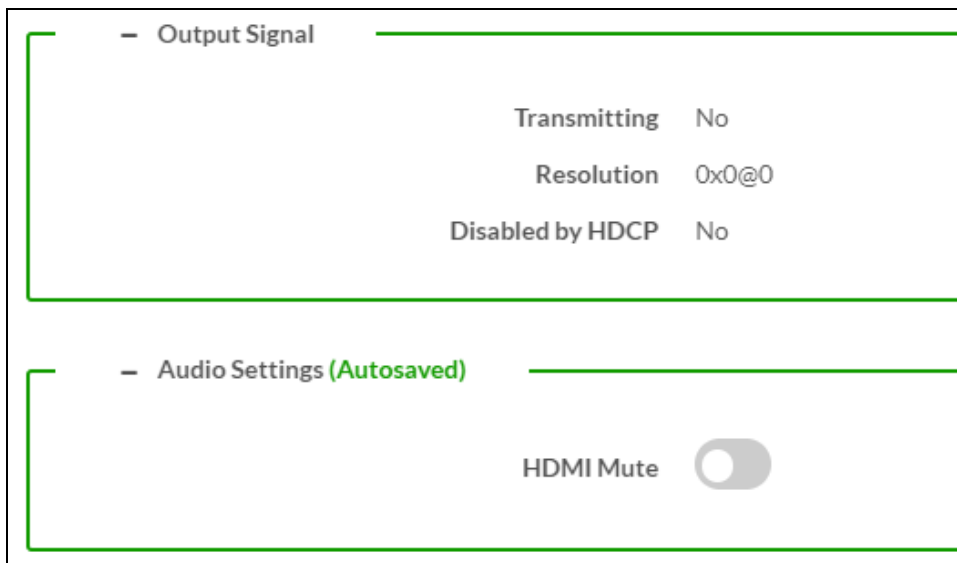 – Output Signal
Transmitting No
Resolution 0x0@0
Disabled by HDCP No
– Audio Settings (Autosaved)
HDMI Mute